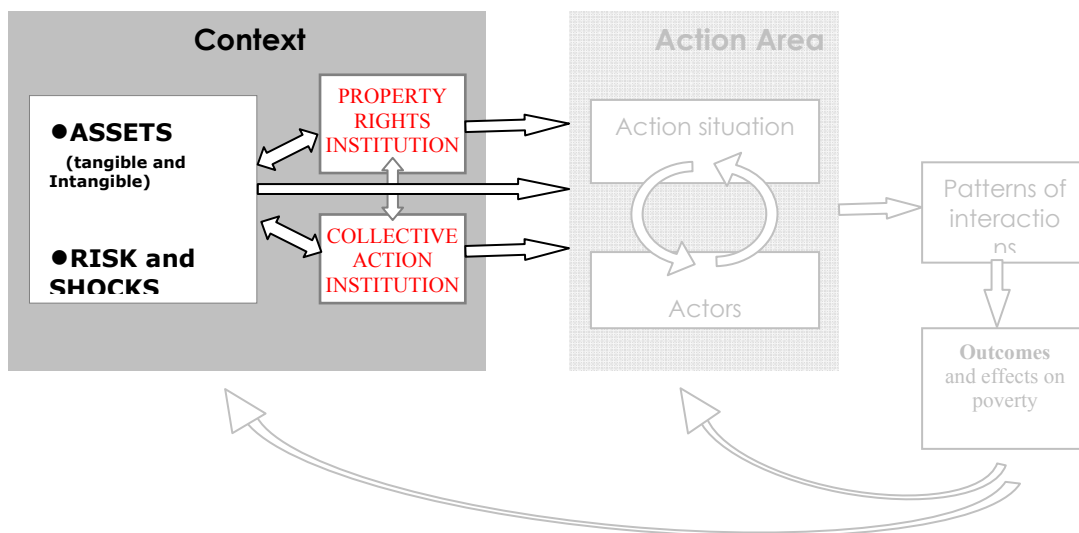 Context
●ASSETS
(tangible and
Intangible)
●RISK and
SHOCKS
PROPERTY
RIGHTS
INSTITUTION
COLLECTIVE
ACTION
INSTITUTION
Action Area
Action situation
Actors
Patterns of
interactio
ns
Outcomes
and effects on
poverty